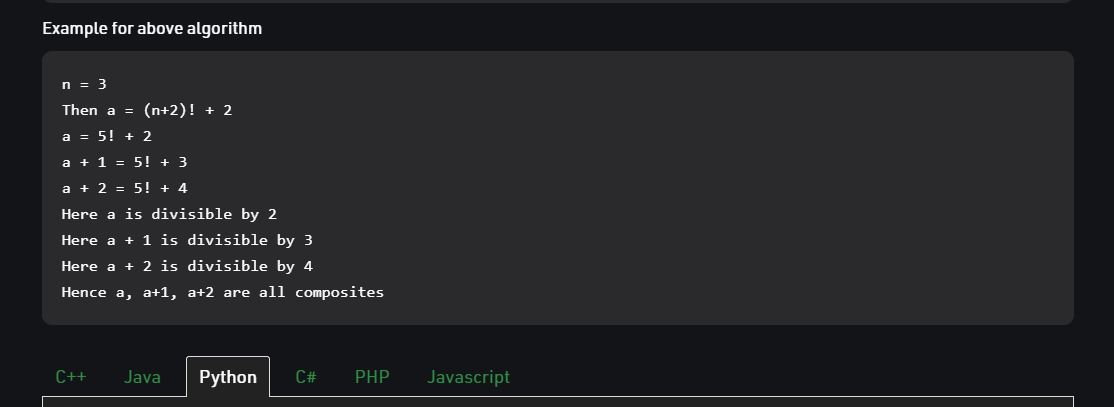 Example for above algorithm
n = 3
Then a = (n+2)! + 2
a = 5! + 2
a + 1 = 5! + 3
a + 2 = 5! + 4
Here a is divisible by 2
Here a + 1 is divisible by 3
Here a + 2 is divisible by 4
Hence a, a+1, a+2 are all composites
C++ Java Python C# PHP Javascript